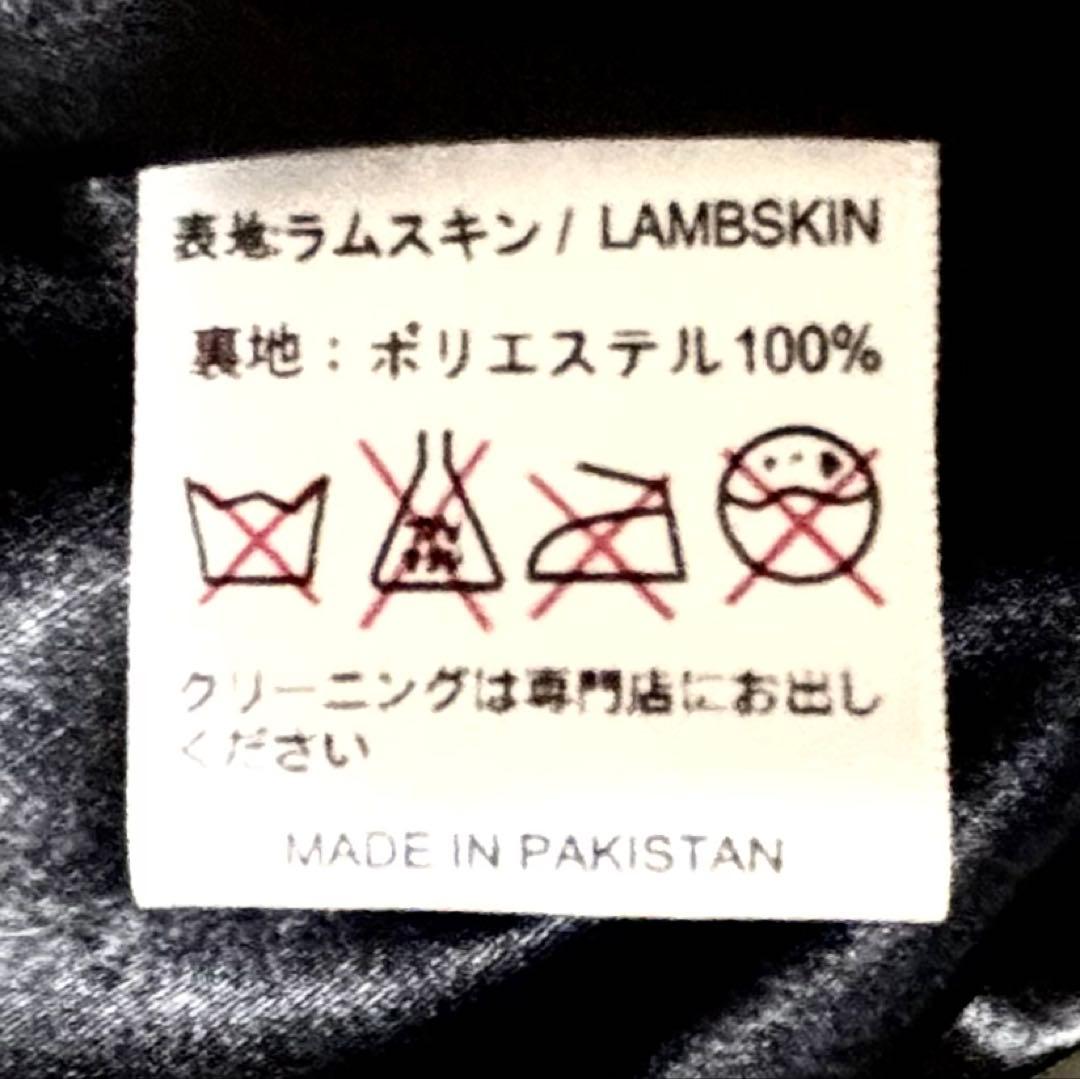 表地:ラムスキン / LAMBSKIN
裏地：ポリエステル100%
クリーニングは専門店にお出し
ください
MADE IN PAKISTAN